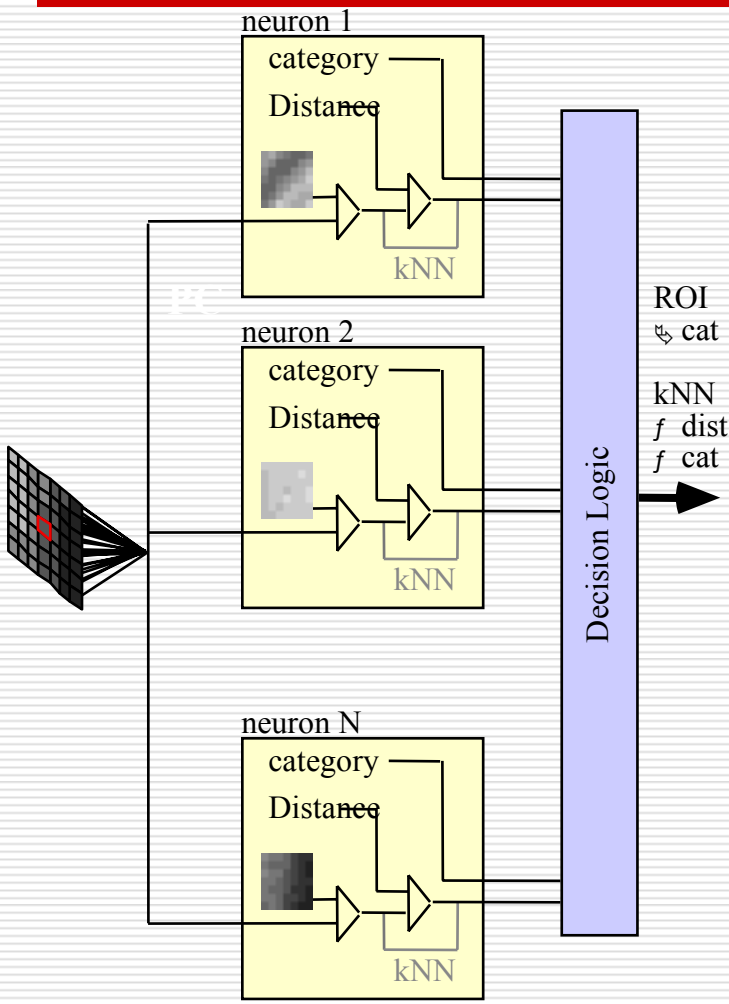 neuron 1
category
Distance
kNN
PC
neuron 2
category
Distance
kNN
neuron N
category
Distance
kNN
Decision Logic
ROI
↳ cat
kNN
ƒ dist
ƒ cat